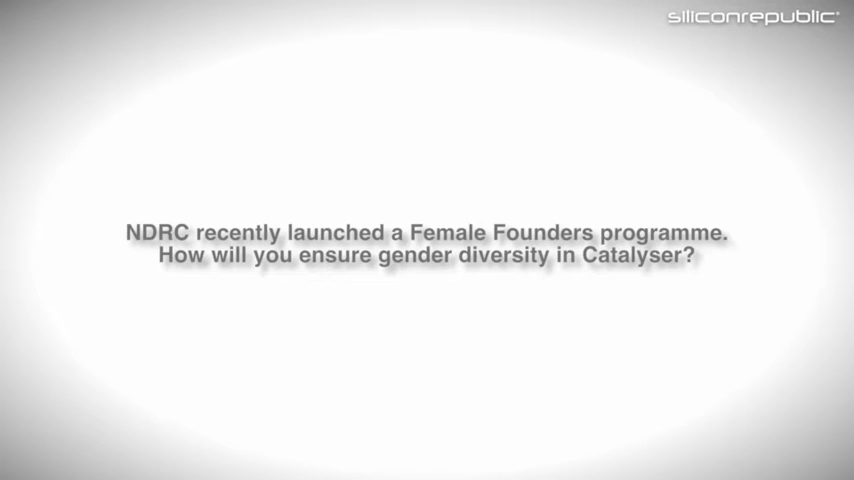 siliconrepublic
NDRC recently launched a Female Founders programme.
How will you ensure gender diversity in Catalyser?